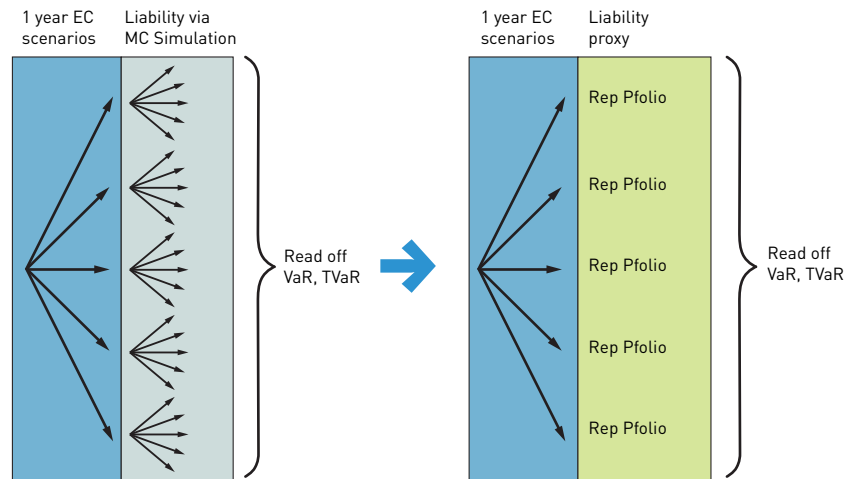 1 year EC
scenarios
Liability via
MC Simulation
Read off
VaR, TVaR
1 year EC
scenarios
Liability
proxy
Rep Pfolio
Rep Pfolio
Rep Pfolio
Rep Pfolio
Rep Pfolio
Read off
VaR, TVaR